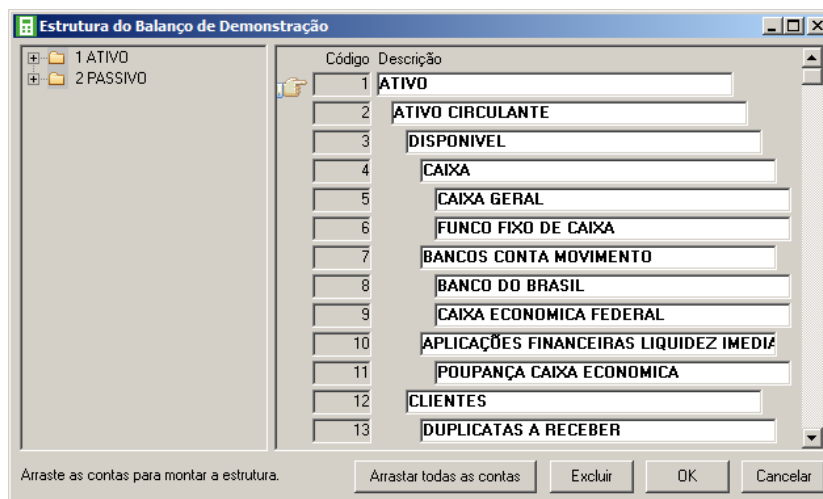 Estrutura do Balanço de Demonstração
1 ATIVO
2 PASSIVO
Código Descrição
1 ATIVO
2 ATIVO CIRCULANTE
3 DISPONIVEL
4 CAIXA
5 CAIXA GERAL
6 FUNCO FIXO DE CAIXA
7 BANCOS CONTA MOVIMENTO
8 BANCO DO BRASIL
9 CAIXA ECONOMICA FEDERAL
10 APLICAÇÕES FINANCEIRAS LIQUIDEZ IMEDIA
11 POUPANÇA CAIXA ECONOMICA
12 CLIENTES
13 DUPLICATAS A RECEBER
Arraste as contas para montar a estrutura. Arrastar todas as contas Excluir OK Cancelar